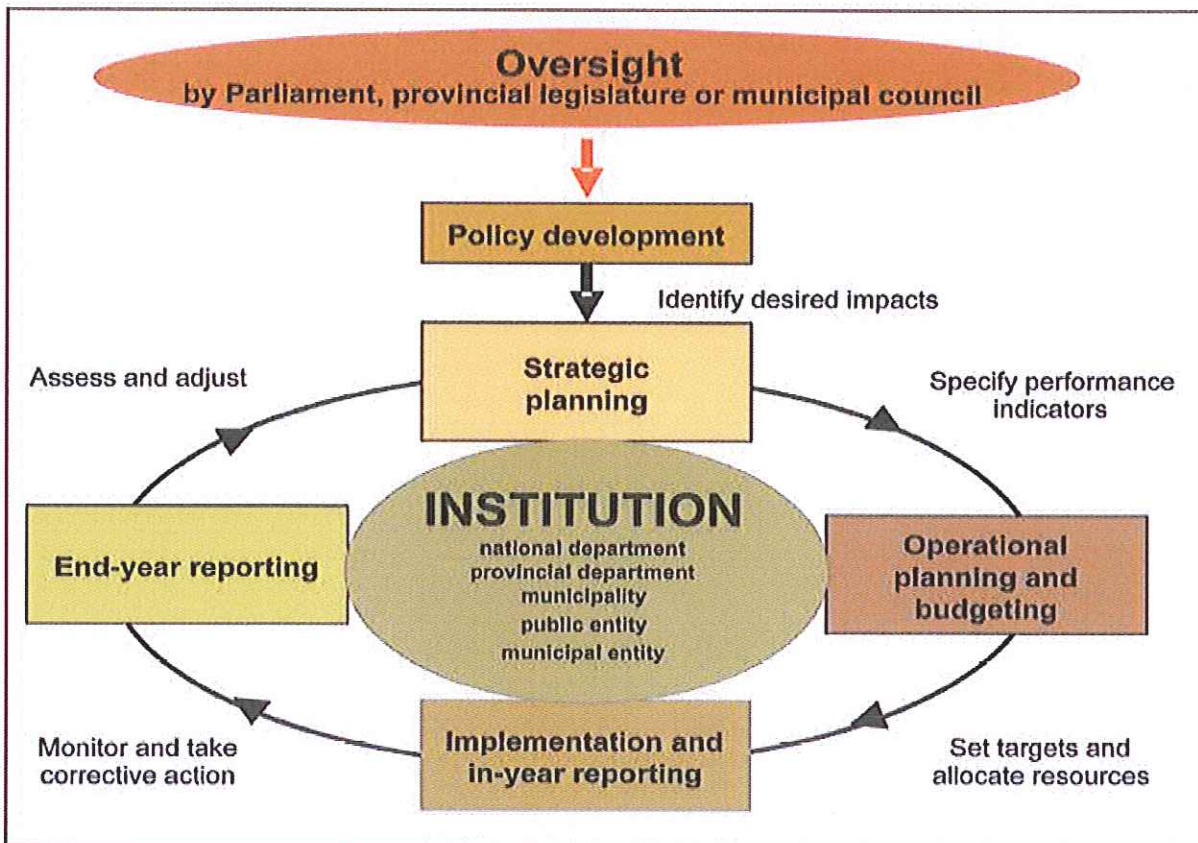 Oversight
by Parliament, provincial legislature or municipal council
Policy development
Identify desired impacts
Strategic
planning
Assess and adjust
Specify performance
indicators
INSTITUTION
national department
provincial department
municipality
public entity
municipal entity
End-year reporting
Operational
planning and
budgeting
Implementation and
in-year reporting
Monitor and take
corrective action
Set targets and
allocate resources